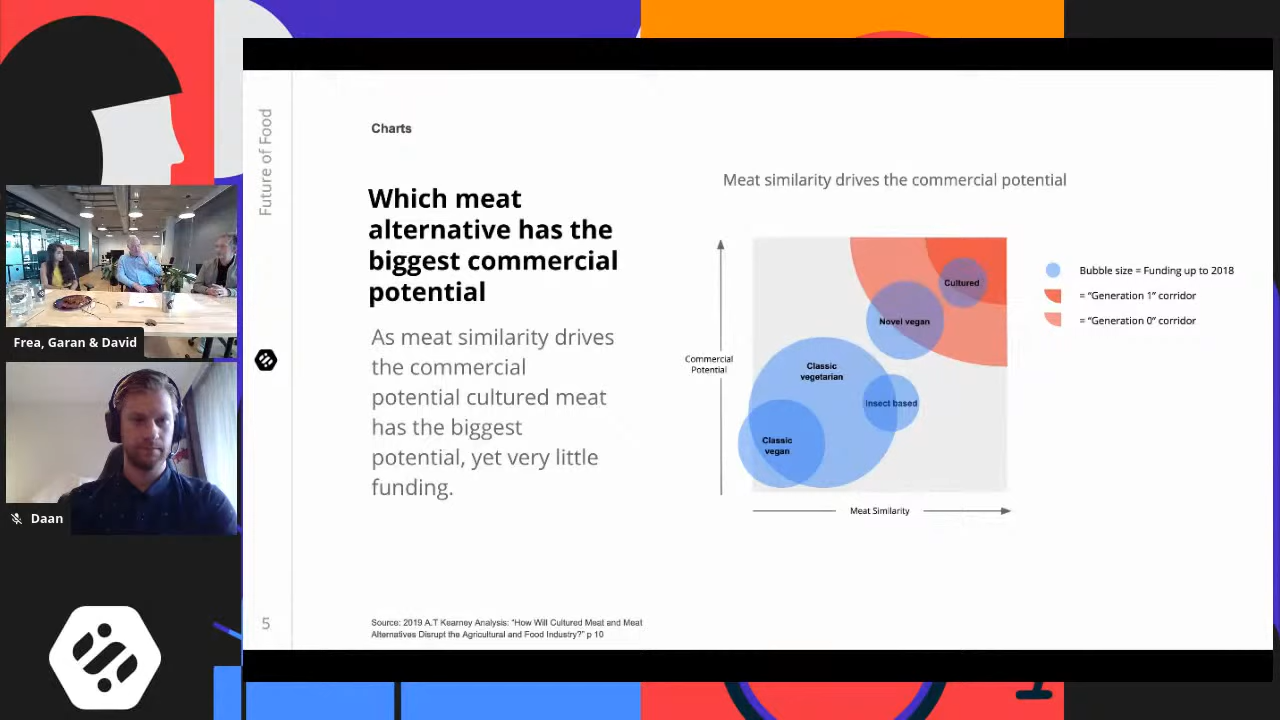 Future of Food
Charts
Which meat
alternative has the
biggest commercial
potential
As meat similarity drives
the commercial
potential cultured meat
has the biggest
potential, yet very little
funding.
Source: 2019 A.T Kearney Analysis: "How Will Cultured Meat and Meat
Alternatives Disrupt the Agricultural and Food Industry?" p 10
5
Meat similarity drives the commercial potential
Commercial
Potential
Cultured
Novel vegan
Classic
vegetarian
Insect based
Classic
vegan
Meat Similarity
Bubble size = Funding up to 2018
= “Generation 1” corridor
= “Generation 0” corridor
Frea, Garan & David
Daan